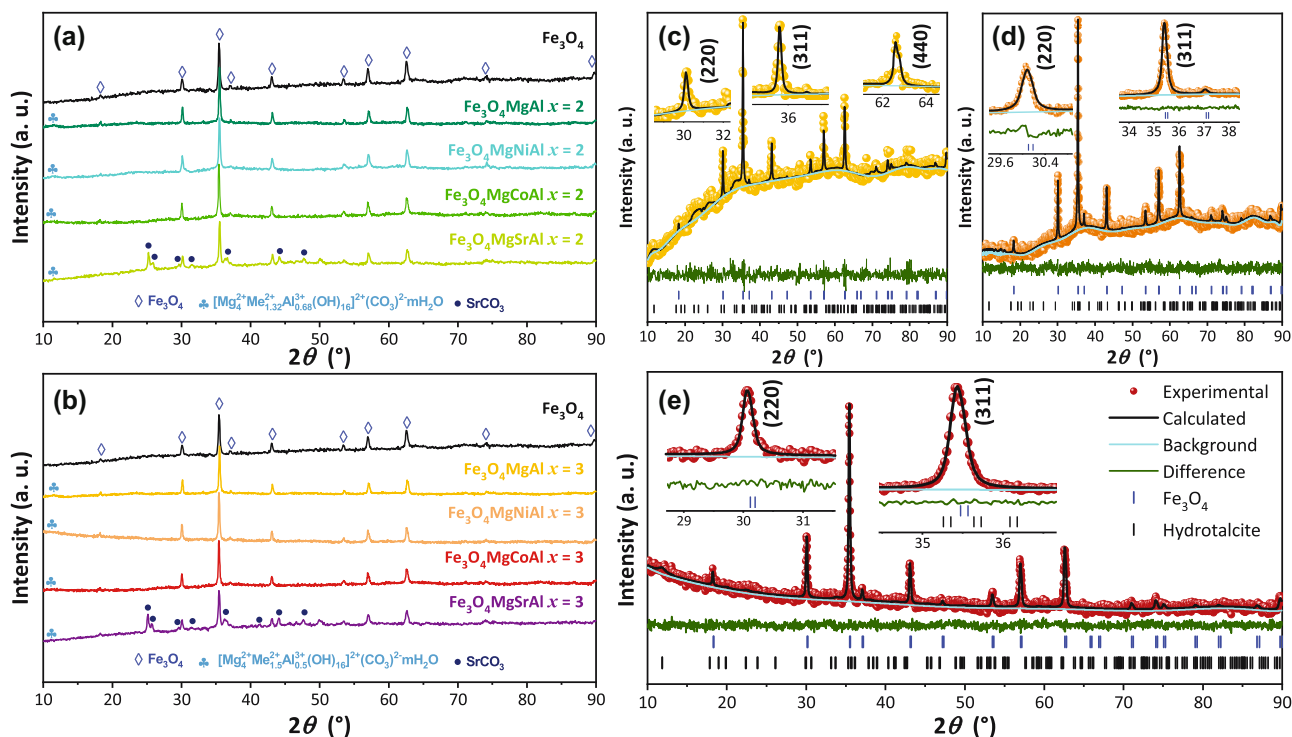 (a)
Fe₃O₄
Fe₃O₄MgAl x = 2
Fe₃O₄MgNiAl x = 2
Fe₃O₄MgCoAl x = 2
Fe₃O₄MgSrAl x = 2
◊ Fe₃O₄ ♣ [Mg₄²⁺Me²⁺₁.₃₂Al³⁺₀.₆₈(OH)₁₆]²⁺(CO₃)²⁻mH₂O • SrCO₃
Intensity (a. u.)
10 20 30 40 50 60 70 80 90
2θ (°)
(b)
Fe₃O₄
Fe₃O₄MgAl x = 3
Fe₃O₄MgNiAl x = 3
Fe₃O₄MgCoAl x = 3
Fe₃O₄MgSrAl x = 3
◊ Fe₃O₄ ♣ [Mg₄²⁺Me²⁺₁.₅Al³⁺₀.₅(OH)₁₆]²⁺(CO₃)²⁻mH₂O • SrCO₃
Intensity (a. u.)
10 20 30 40 50 60 70 80 90
2θ (°)
(c)
(220)
30 32
(311)
36
(440)
62 64
Intensity (a. u.)
10 20 30 40 50 60 70 80 90
2θ (°)
(d)
(220)
29.6 30.4
(311)
34 35 36 37 38
10 20 30 40 50 60 70 80 90
2θ (°)
(e)
(220)
29 30 31
(311)
35 36
Experimental
Calculated
Background
Difference
Fe₃O₄
Hydrotalcite
Intensity (a. u.)
10 20 30 40 50 60 70 80 90
2θ (°)